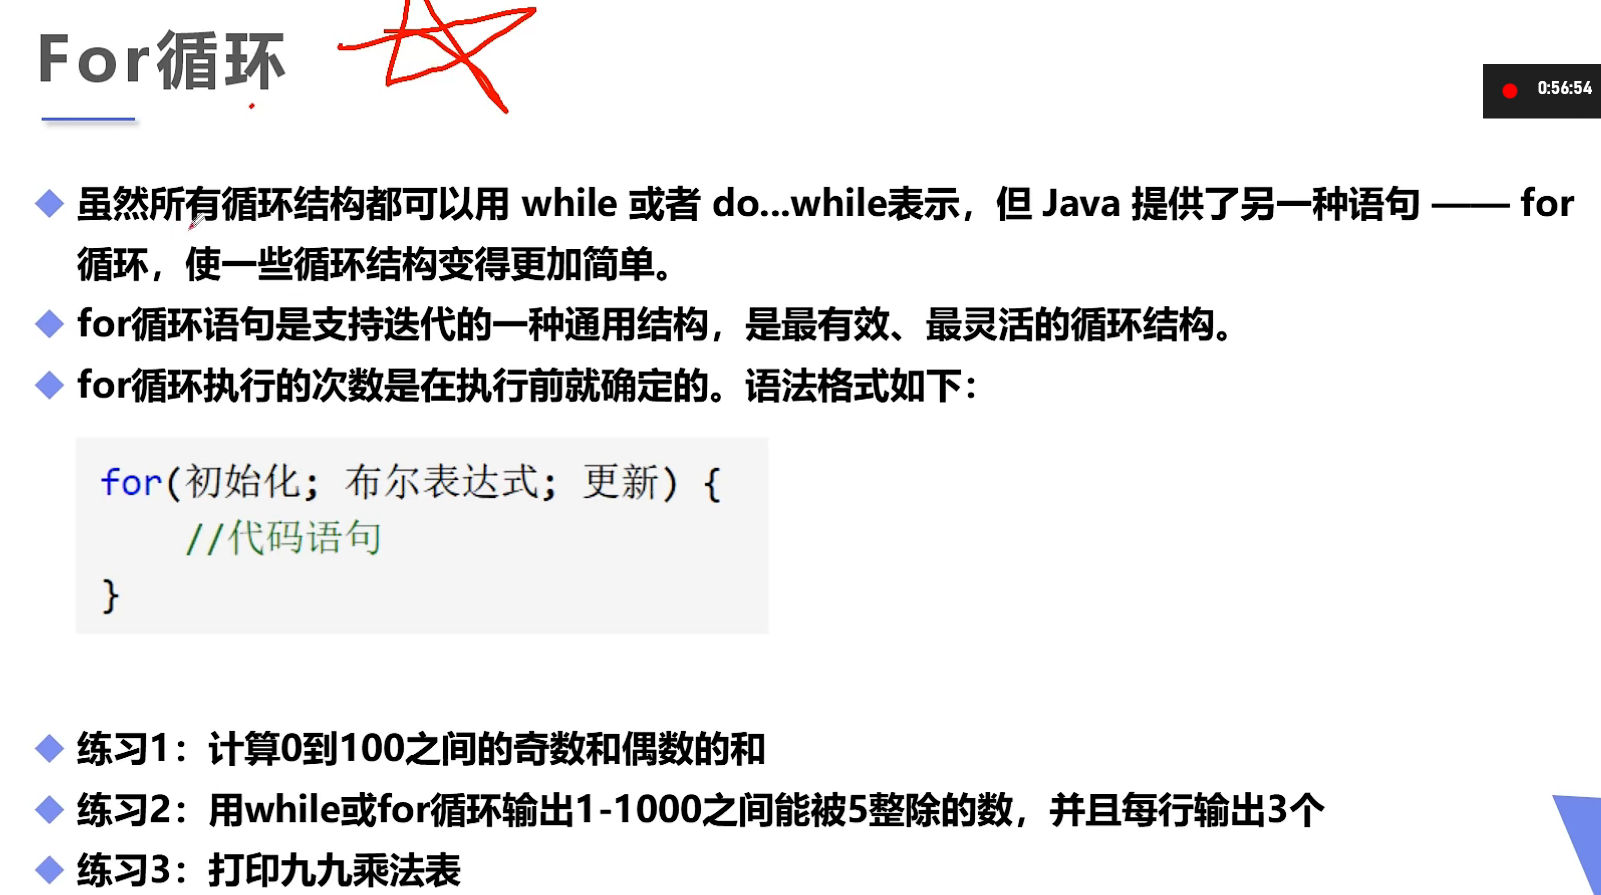 For循环
0:56:54
虽然所有循环结构都可以用 while 或者 do...while表示，但 Java 提供了另一种语句 —— for
循环，使一些循环结构变得更加简单。
for循环语句是支持迭代的一种通用结构，是最有效、最灵活的循环结构。
for循环执行的次数是在执行前就确定的。语法格式如下：
for(初始化; 布尔表达式; 更新) {
//代码语句
}
练习1：计算0到100之间的奇数和偶数的和
练习2：用while或for循环输出1-1000之间能被5整除的数，并且每行输出3个
练习3：打印九九乘法表